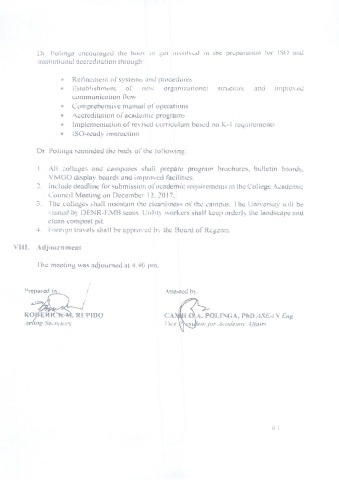 Dr. Polinga encouraged the body to get involved in the preparation for ISO and
institutional accreditation through:
• Refinement of systems and procedures
• Establishment of new organizational structure and improved
communication flow
• Comprehensive manual of operations
• Accreditation of academic programs
• Implementation of revised curriculum based on K-1 requirements
• ISO-ready instruction
Dr. Polinga reminded the body of the following:
1. All colleges and campuses shall prepare program brochures, bulletin boards,
VMGO display boards and improved facilities.
2. Include deadline for submission of academic requirements in the College Academic
Council Meeting on December 12, 2017.
3. The colleges shall maintain the cleanliness of the campus. The University will be
visited by DENR-EMB team. Utility workers shall keep orderly the landscape and
clean compost pit.
4. Foreign travels shall be approved by the Board of Regents.
VIII. Adjournment
The meeting was adjourned at 4:40 pm.
Prepared by: Attested by:
RODERICK M. RUPIDO A. POLINGA, PhD ASEAN Eng
Acting Secretary Vice President for Academic Affairs